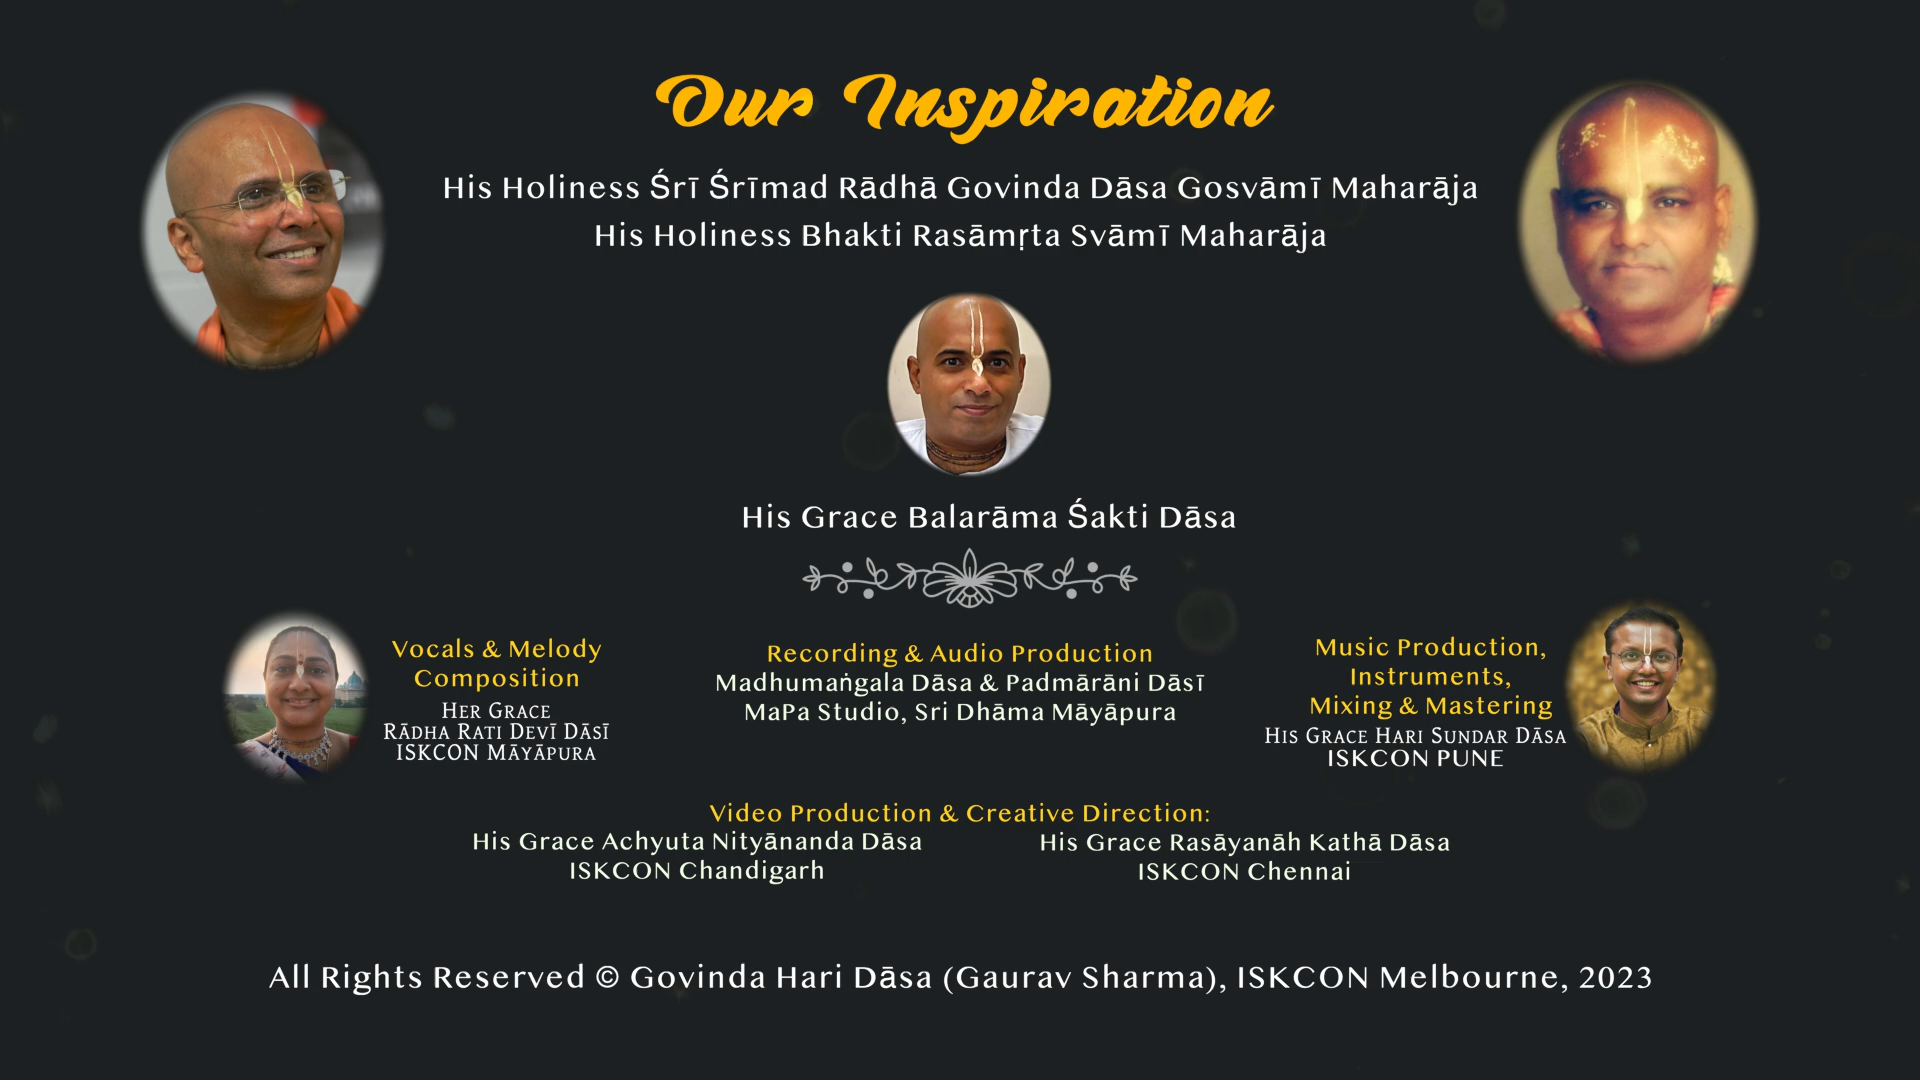 Our Inspiration
His Holiness Śrī Śrīmad Rādhā Govinda Dāsa Gosvāmī Maharāja
His Holiness Bhakti Rasāmṛta Svāmī Maharāja
His Grace Balarāma Śakti Dāsa
Vocals & Melody
Composition
Her Grace
Rādha Rati Devī Dāsī
ISKCON Māyāpura
Recording & Audio Production
Madhumaṅgala Dāsa & Padmārāni Dāsī
MaPa Studio, Sri Dhāma Māyāpura
Music Production,
Instruments,
Mixing & Mastering
His Grace Hari Sundar Dāsa
ISKCON PUNE
Video Production & Creative Direction:
His Grace Achyuta Nityānanda Dāsa
ISKCON Chandigarh
His Grace Rasāyanāh Kathā Dāsa
ISKCON Chennai
All Rights Reserved © Govinda Hari Dāsa (Gaurav Sharma), ISKCON Melbourne, 2023